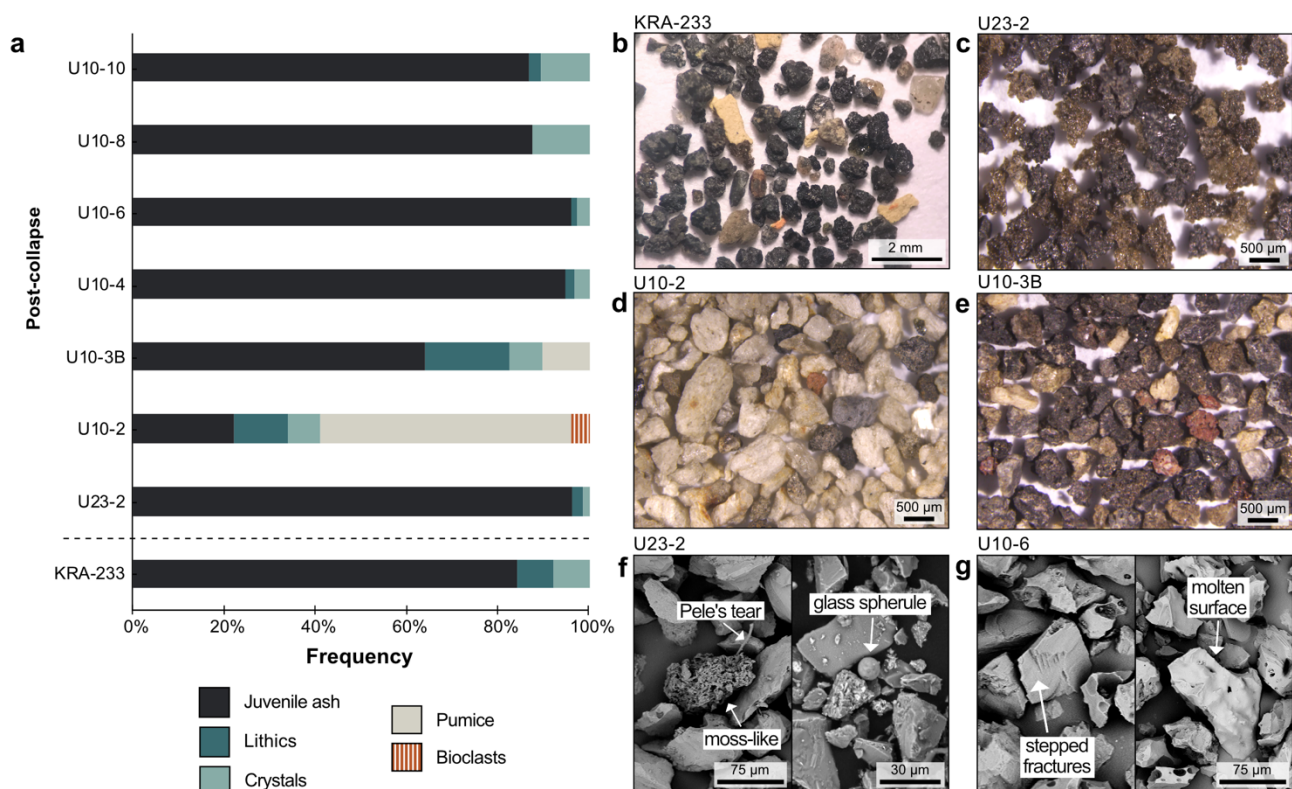 a
Post-collapse
U10-10
U10-8
U10-6
U10-4
U10-3B
U10-2
U23-2
KRA-233
0%
20%
40%
60%
80%
100%
Frequency
Juvenile ash
Lithics
Crystals
Pumice
Bioclasts
KRA-233
b
2 mm
U23-2
c
500 µm
U10-2
d
500 µm
U10-3B
e
500 µm
U23-2
f
Pele's tear
moss-like
75 µm
glass spherule
30 µm
U10-6
g
stepped
fractures
molten
surface
75 µm